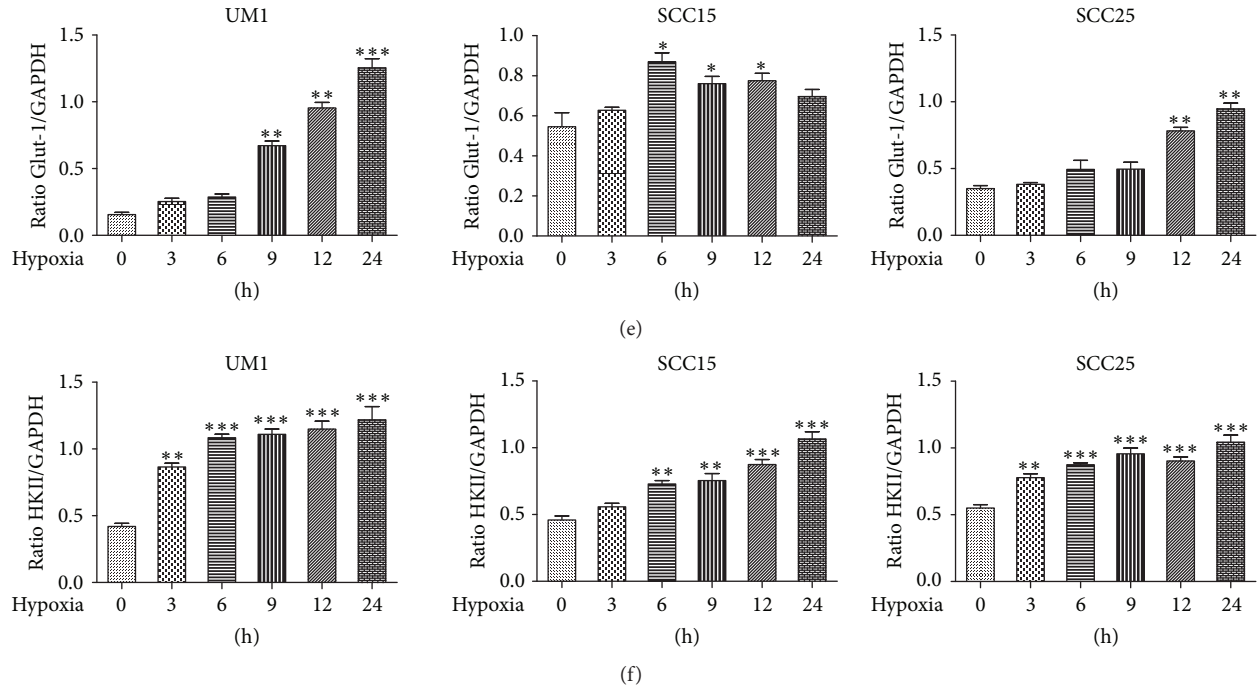 UM1
SCC15
SCC25
Ratio Glut-1/GAPDH
1.5
1.0
0.5
0.0
** ** ***
Hypoxia 0 3 6 9 12 24
(h)
Ratio Glut-1/GAPDH
1.0
0.8
0.6
0.4
0.2
0.0
* * *
Hypoxia 0 3 6 9 12 24
(h)
Ratio Glut-1/GAPDH
1.5
1.0
0.5
0.0
** **
Hypoxia 0 3 6 9 12 24
(h)
(e)
UM1
SCC15
SCC25
Ratio HKII/GAPDH
1.5
1.0
0.5
0.0
** *** *** *** ***
Hypoxia 0 3 6 9 12 24
(h)
Ratio HKII/GAPDH
1.5
1.0
0.5
0.0
** ** *** ***
Hypoxia 0 3 6 9 12 24
(h)
Ratio HKII/GAPDH
1.5
1.0
0.5
0.0
** *** *** *** ***
Hypoxia 0 3 6 9 12 24
(h)
(f)